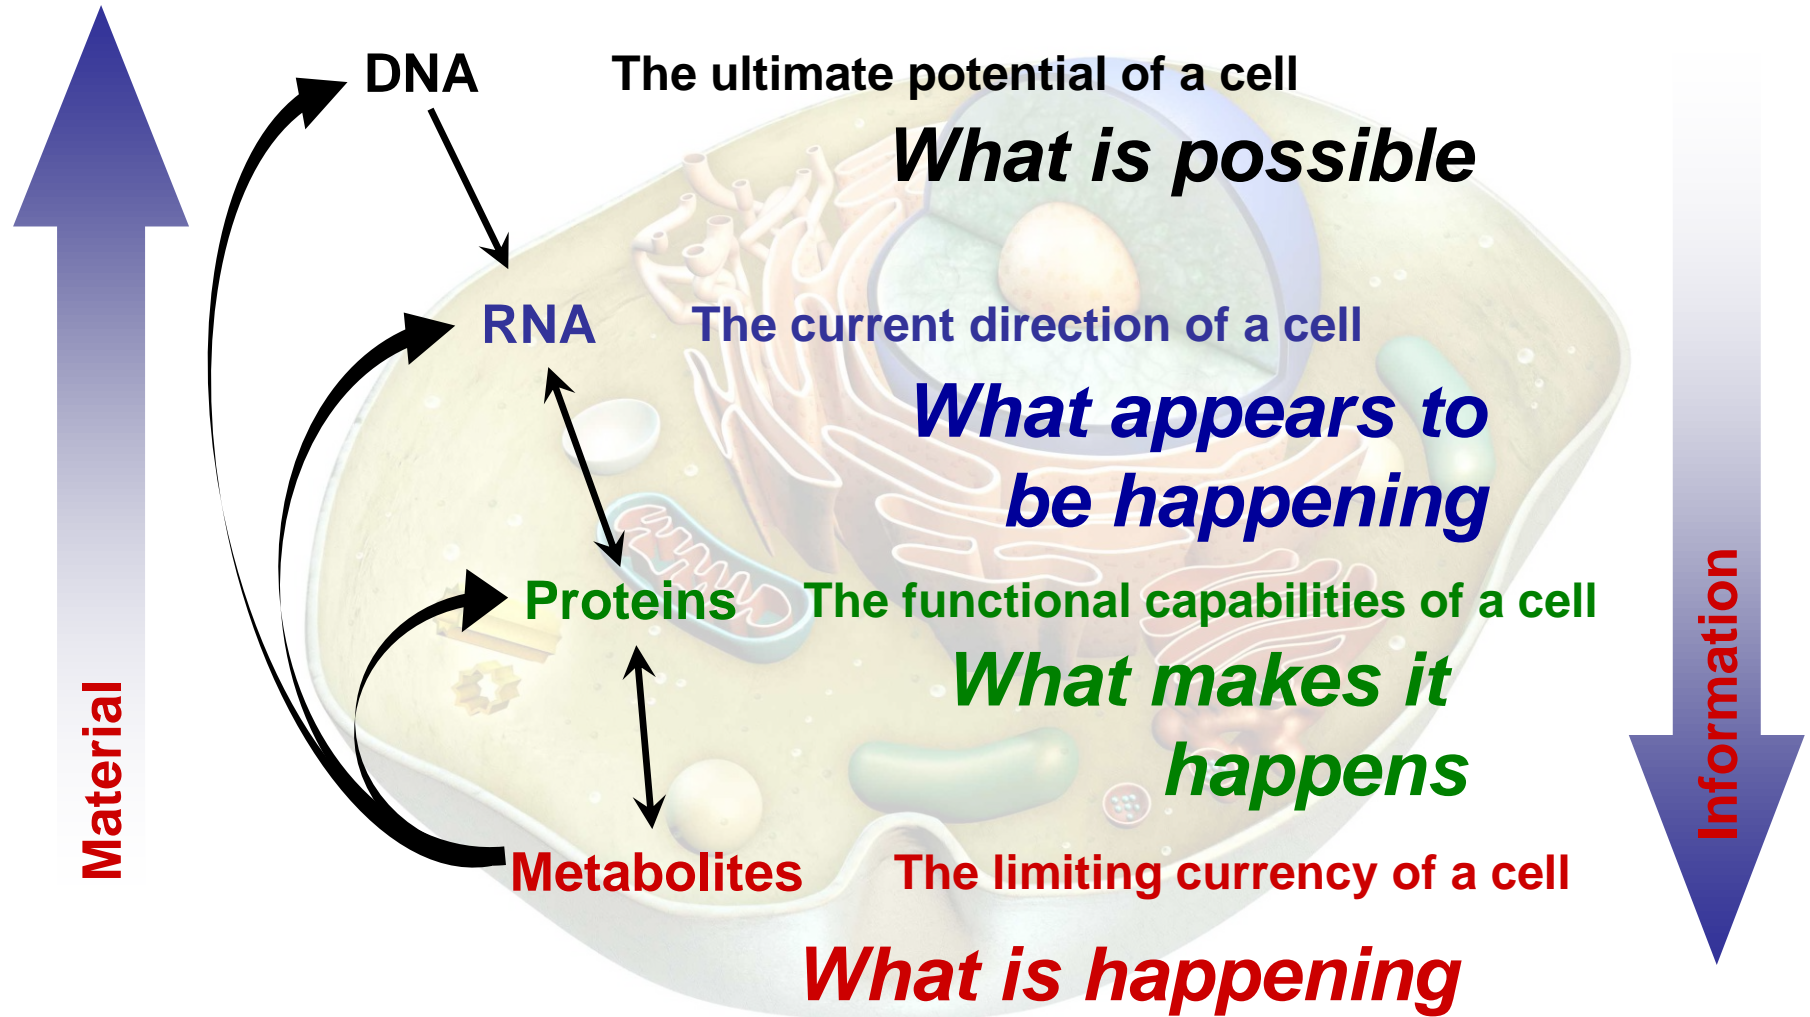 DNA
The ultimate potential of a cell
What is possible
RNA
The current direction of a cell
What appears to
be happening
Proteins
The functional capabilities of a cell
What makes it
happens
Metabolites
The limiting currency of a cell
What is happening
Material
Information